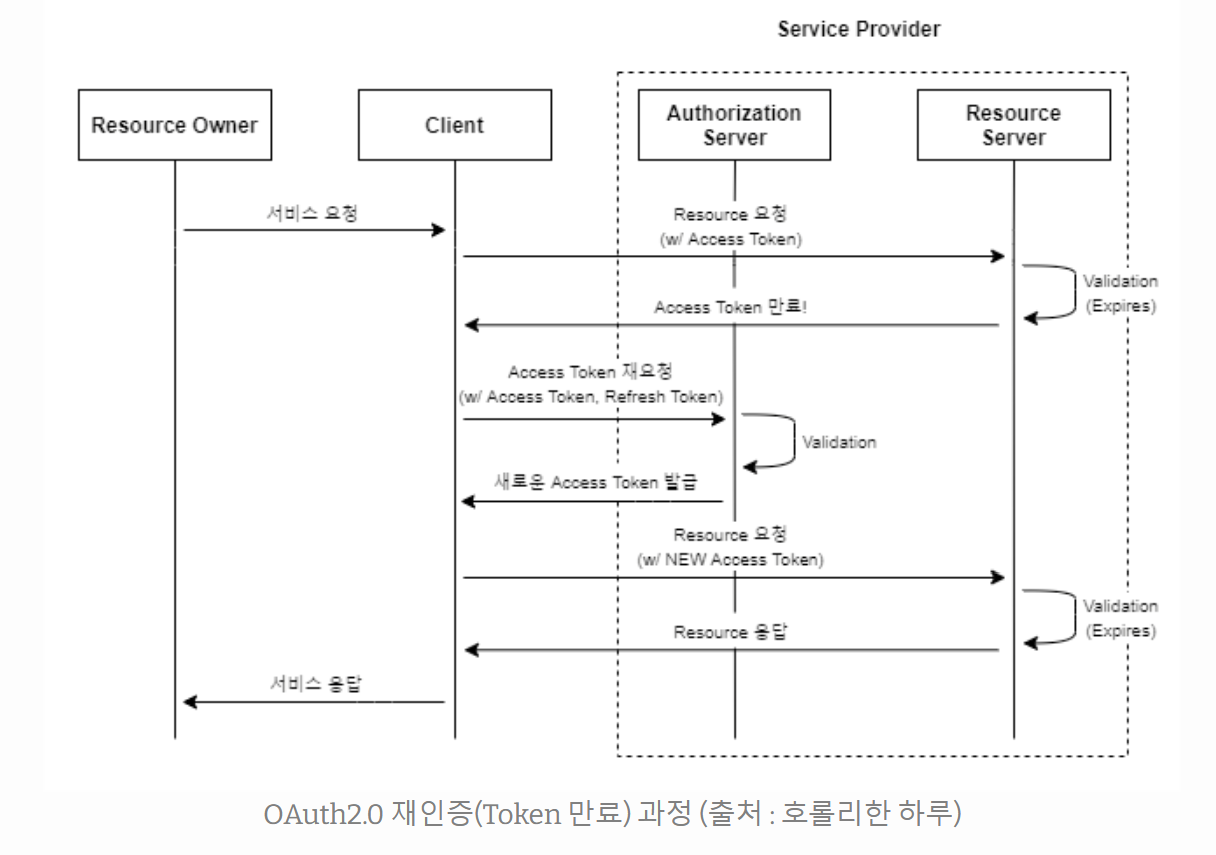 Service Provider
Resource Owner
Client
Authorization
Server
Resource
Server
서비스 요청
Resource 요청
(w/ Access Token)
Validation
(Expires)
Access Token 만료!
Access Token 재요청
(w/ Access Token, Refresh Token)
Validation
새로운 Access Token 발급
Resource 요청
(w/ NEW Access Token)
Validation
(Expires)
Resource 응답
서비스 응답
OAuth2.0 재인증(Token 만료) 과정 (출처 : 호롤리한 하루)